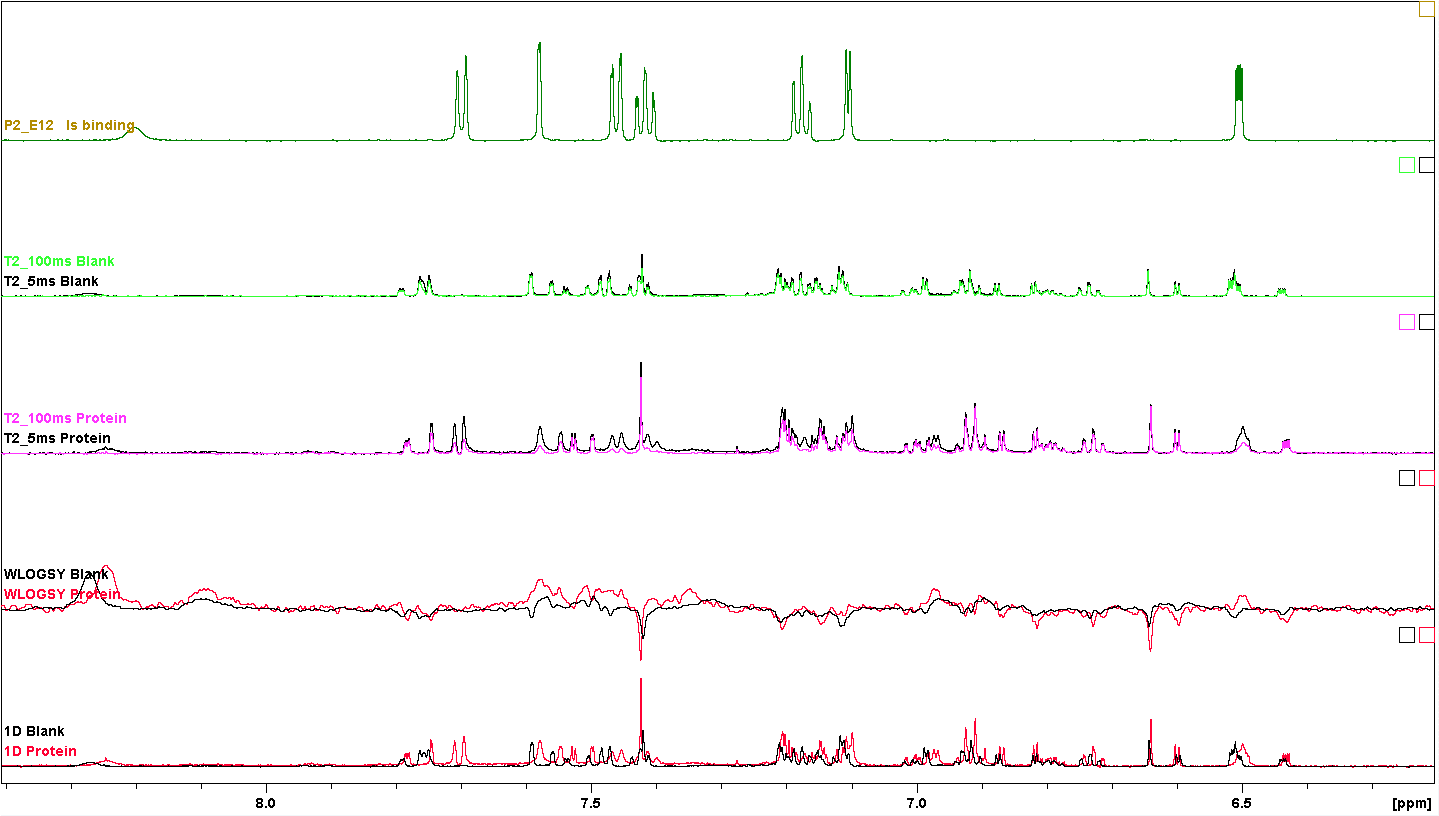 P2_E12 Is binding
T2_100ms Blank
T2_5ms Blank
T2_100ms Protein
T2_5ms Protein
WLOGSY Blank
WLOGSY Protein
1D Blank
1D Protein
8.0 7.5 7.0 6.5 [ppm]